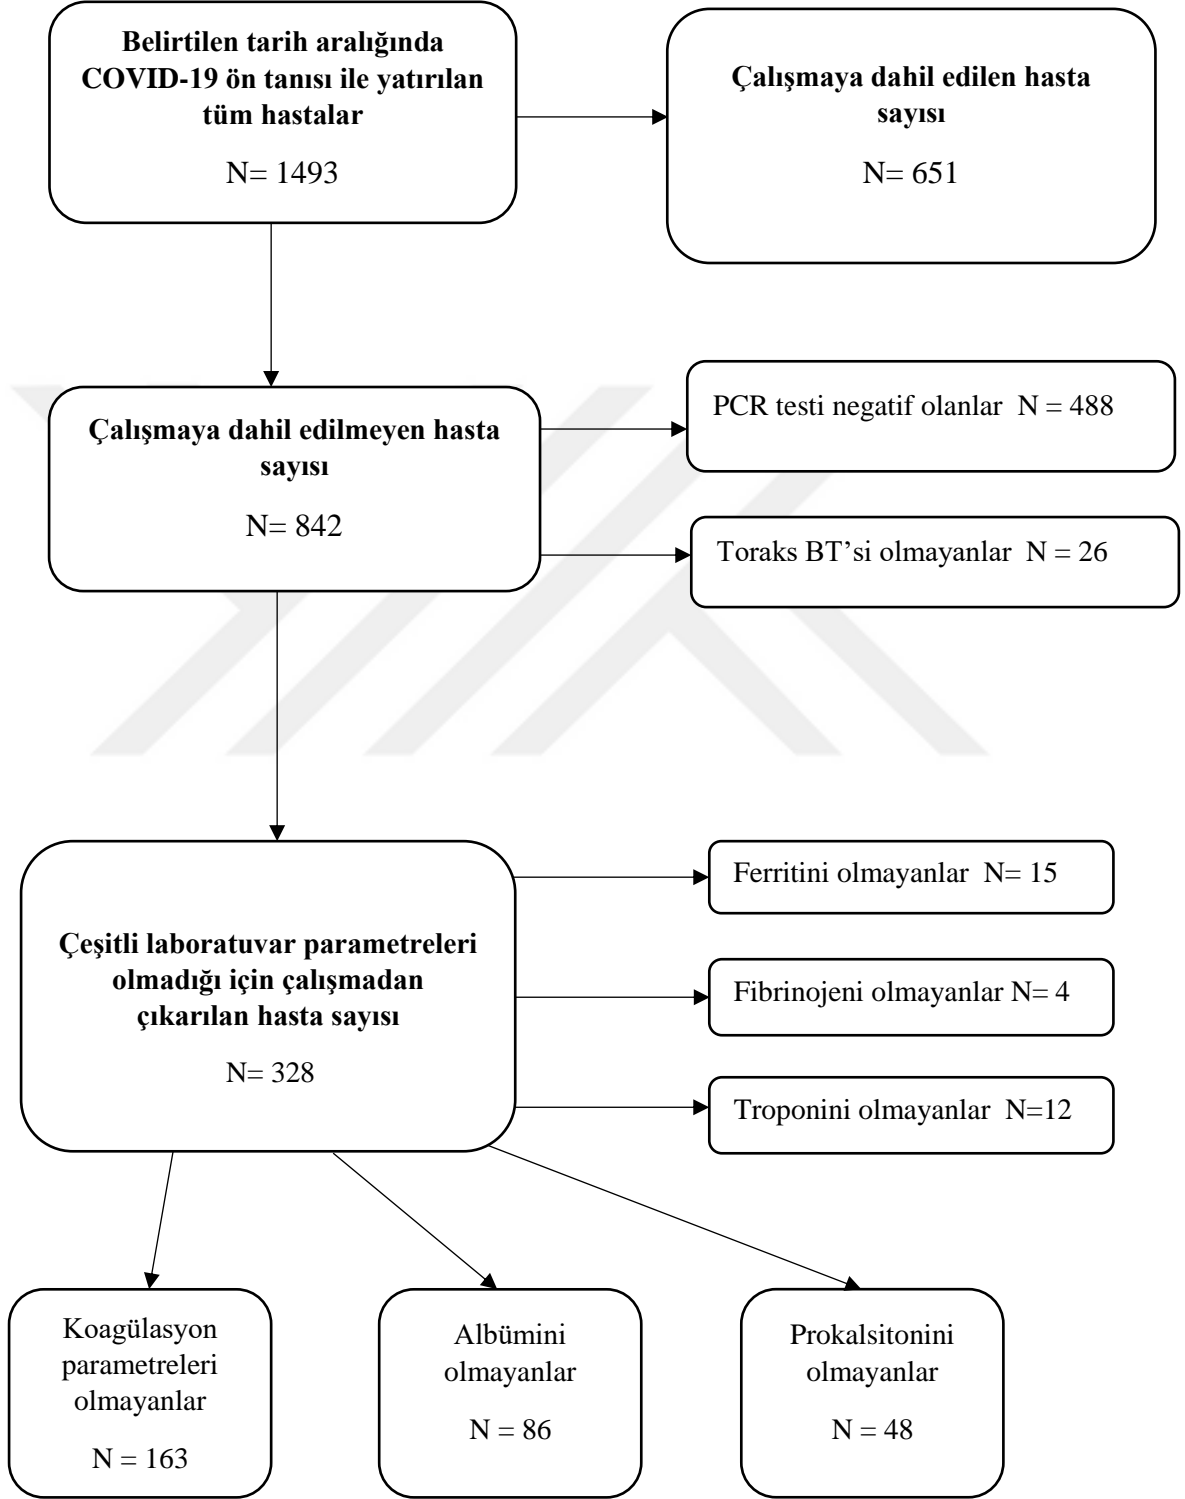 Belirtilen tarih aralığında
COVID-19 ön tanısı ile yatırılan
tüm hastalar
N= 1493
Çalışmaya dahil edilen hasta
sayısı
N= 651
Çalışmaya dahil edilmeyen hasta
sayısı
N= 842
PCR testi negatif olanlar N = 488
Toraks BT’si olmayanlar N = 26
Çeşitli laboratuvar parametreleri
olmadığı için çalışmadan
çıkarılan hasta sayısı
N= 328
Ferritini olmayanlar N= 15
Fibrinojeni olmayanlar N= 4
Troponini olmayanlar N=12
Koagülasyon
parametreleri
olmayanlar
N = 163
Albümini
olmayanlar
N = 86
Prokalsitonini
olmayanlar
N = 48